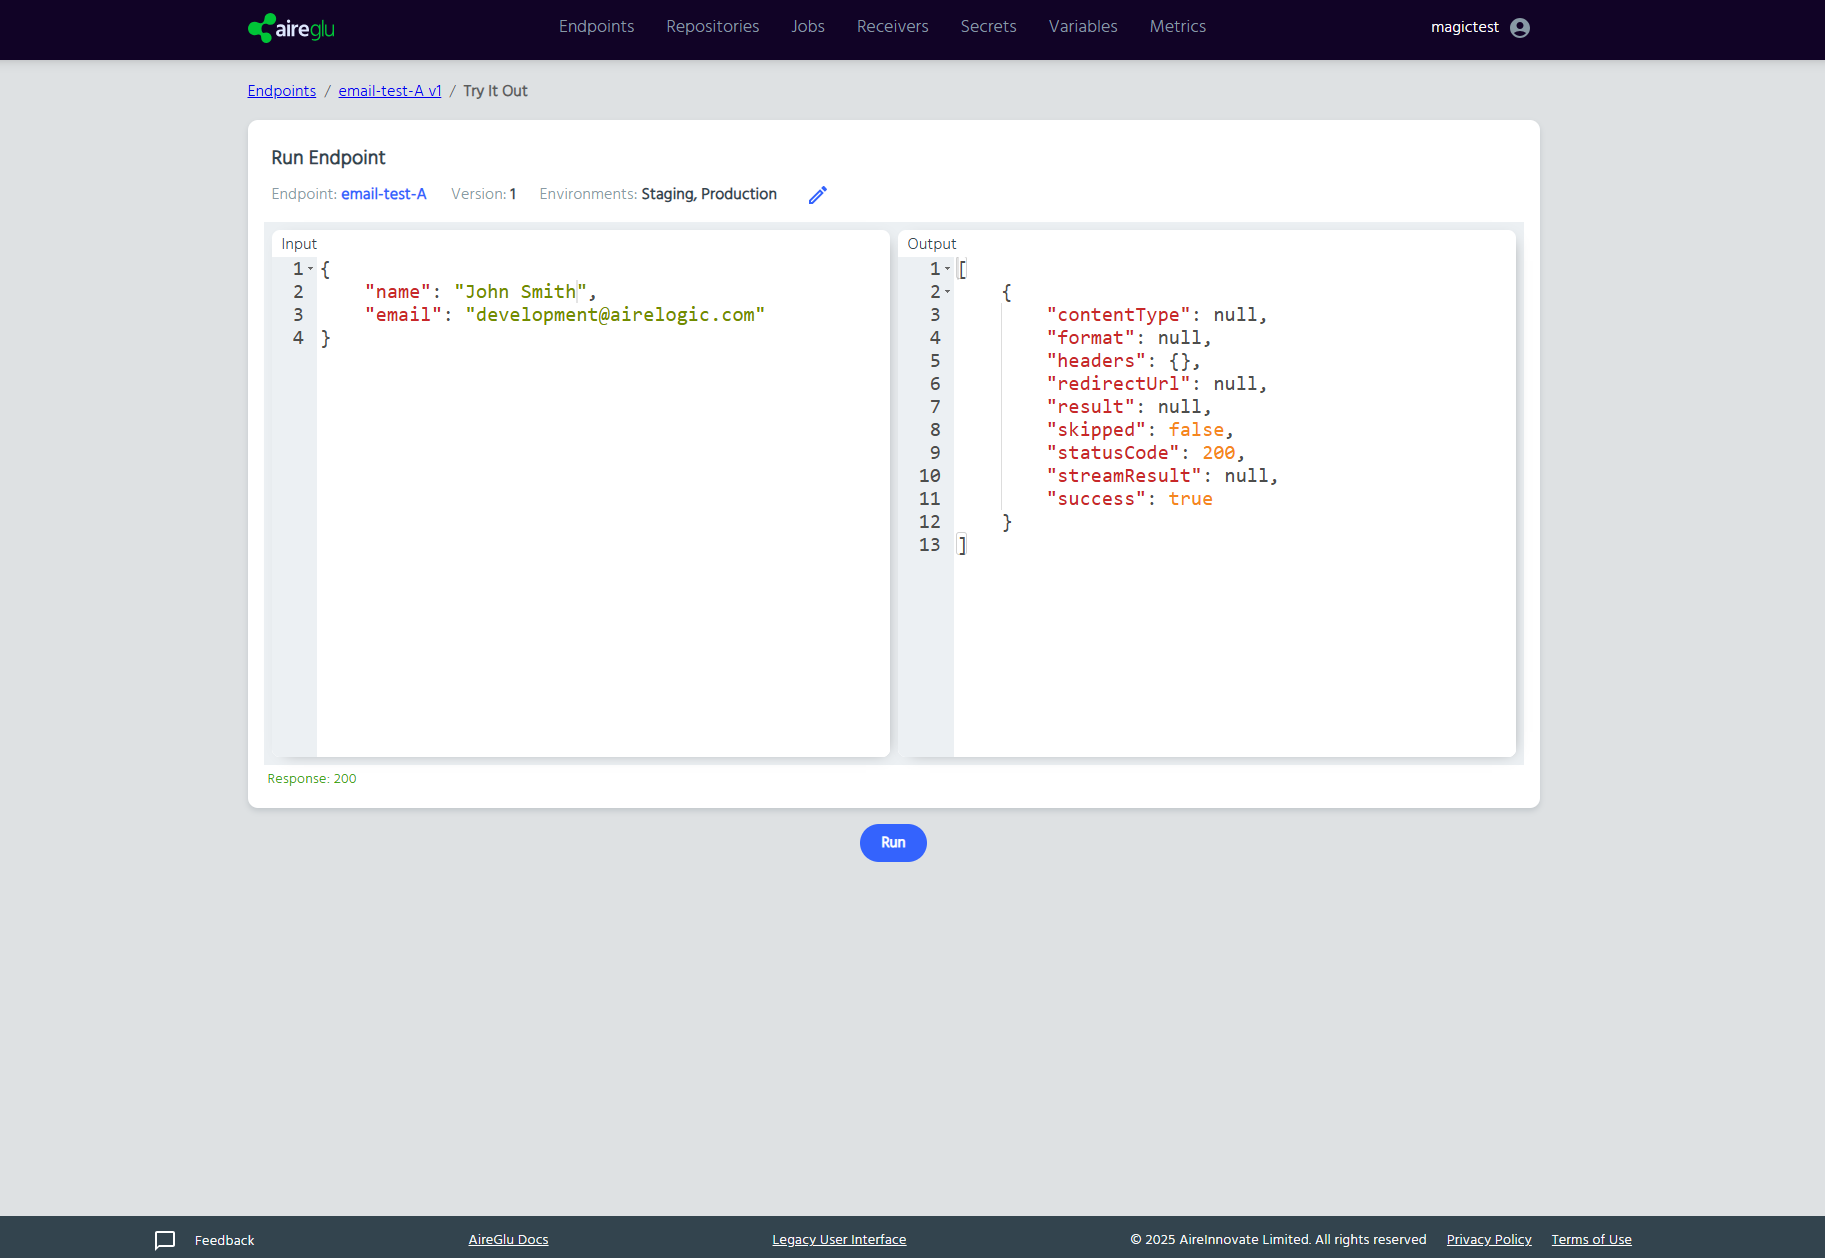 aireglu
Endpoints Repositories Jobs Receivers Secrets Variables Metrics
magictest
Endpoints / email-test-A v1 / Try It Out
Run Endpoint
Endpoint: email-test-A Version: 1 Environments: Staging, Production
Input
1 {
2 "name": "John Smith",
3 "email": "development@airelogic.com"
4 }
Output
1 [
2 {
3 "contentType": null,
4 "format": null,
5 "headers": {},
6 "redirectUrl": null,
7 "result": null,
8 "skipped": false,
9 "statusCode": 200,
10 "streamResult": null,
11 "success": true
12 }
13 ]
Response: 200
Run
Feedback
AireGlu Docs
Legacy User Interface
© 2025 AireInnovate Limited. All rights reserved
Privacy Policy
Terms of Use